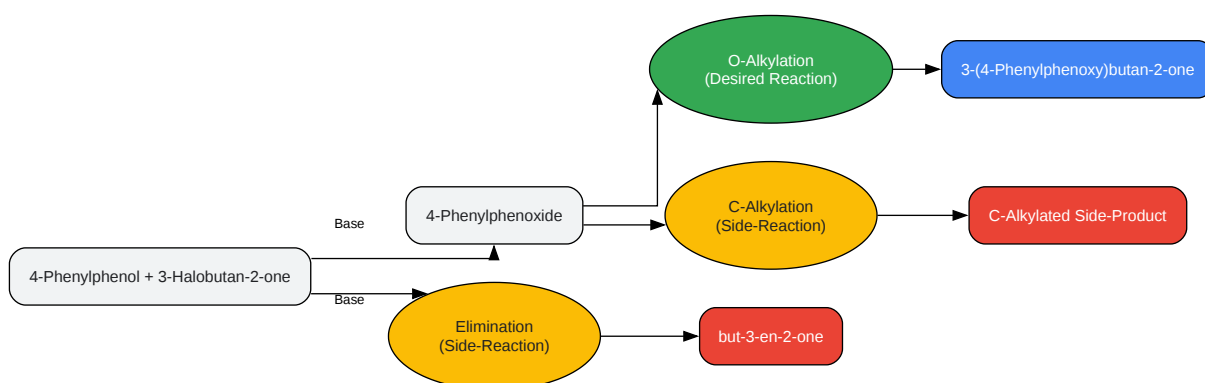 O-Alkylation
(Desired Reaction)
3-(4-Phenylphenoxy)butan-2-one
4-Phenylphenoxide
C-Alkylation
(Side-Reaction)
C-Alkylated Side-Product
Base
4-Phenylphenol + 3-Halobutan-2-one
Base
Elimination
(Side-Reaction)
but-3-en-2-one